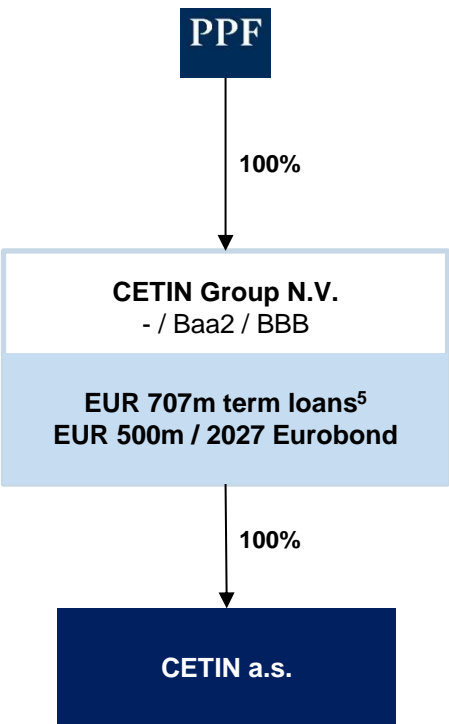 PPF
100%
CETIN Group N.V.
- / Baa2 / BBB
EUR 707m term loans⁵
EUR 500m / 2027 Eurobond
100%
CETIN a.s.